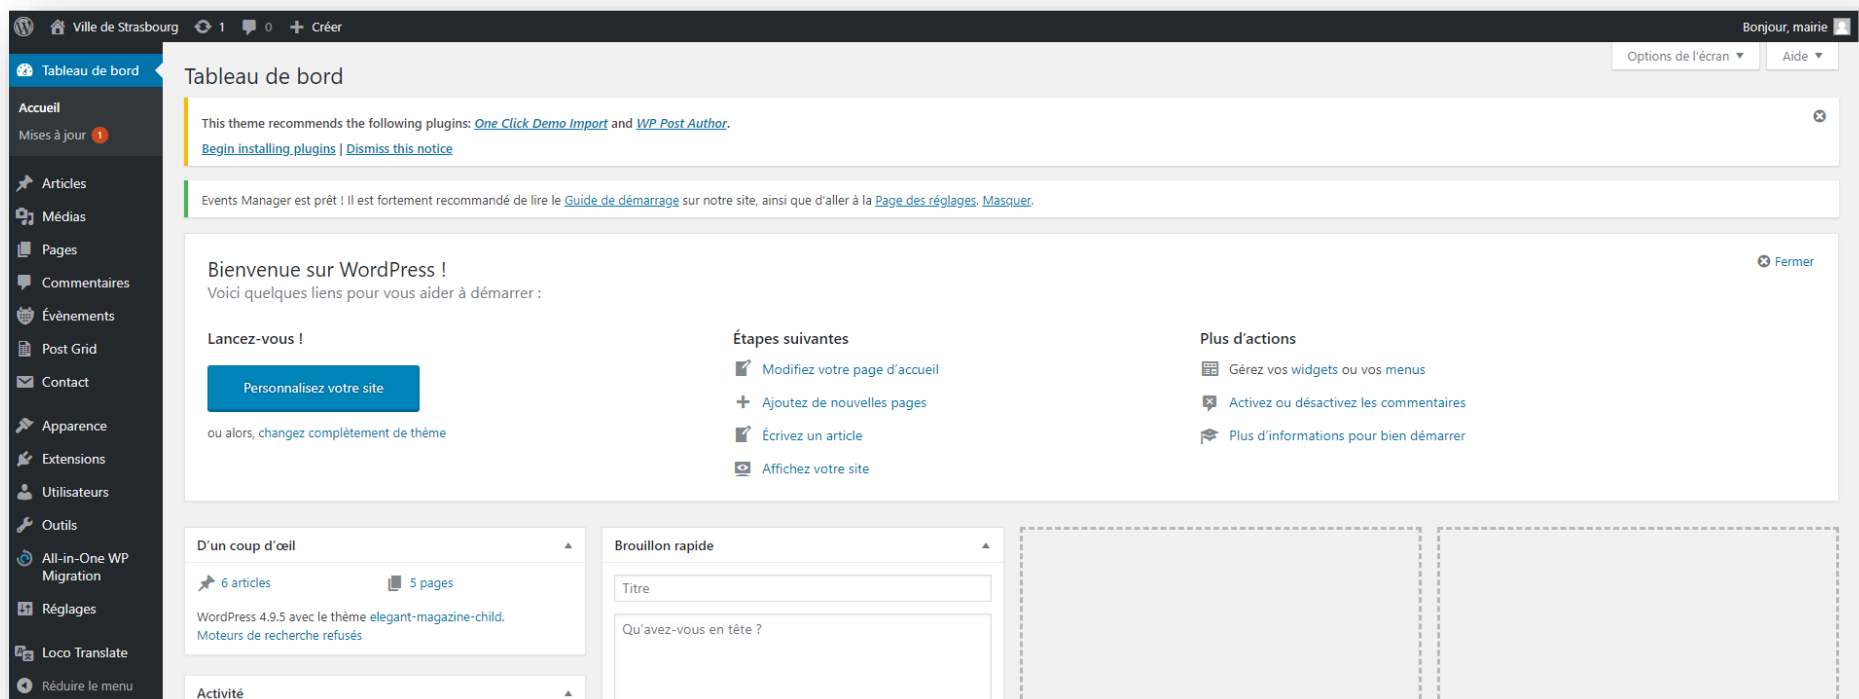 Ville de Strasbourg 1 0 Créer Bonjour, mairie
Options de l'écran Aide
Tableau de bord
Accueil
Mises à jour 1
Articles
Médias
Pages
Commentaires
Évènements
Post Grid
Contact
Apparence
Extensions
Utilisateurs
Outils
All-in-One WP
Migration
Réglages
Loco Translate
Réduire le menu
Tableau de bord
This theme recommends the following plugins: One Click Demo Import and WP Post Author.
Begin installing plugins | Dismiss this notice
Events Manager est prêt ! Il est fortement recommandé de lire le Guide de démarrage sur notre site, ainsi que d'aller à la Page des réglages. Masquer.
Bienvenue sur WordPress !
Fermer
Voici quelques liens pour vous aider à démarrer :
Lancez-vous !
Personnalisez votre site
ou alors, changez complètement de thème
Étapes suivantes
Modifiez votre page d’accueil
Ajoutez de nouvelles pages
Écrivez un article
Affichez votre site
Plus d’actions
Gérez vos widgets ou vos menus
Activez ou désactivez les commentaires
Plus d’informations pour bien démarrer
D’un coup d’œil
6 articles 5 pages
WordPress 4.9.5 avec le thème elegant-magazine-child.
Moteurs de recherche refusés
Activité
Brouillon rapide
Titre
Qu’avez-vous en tête ?